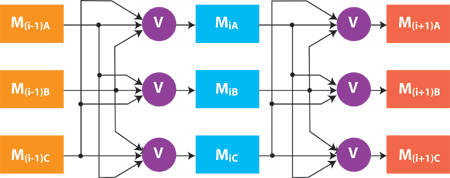 M(i-1)A V MiA V M(i+1)A
M(i-1)B V MiB V M(i+1)B
M(i-1)C V MiC V M(i+1)C